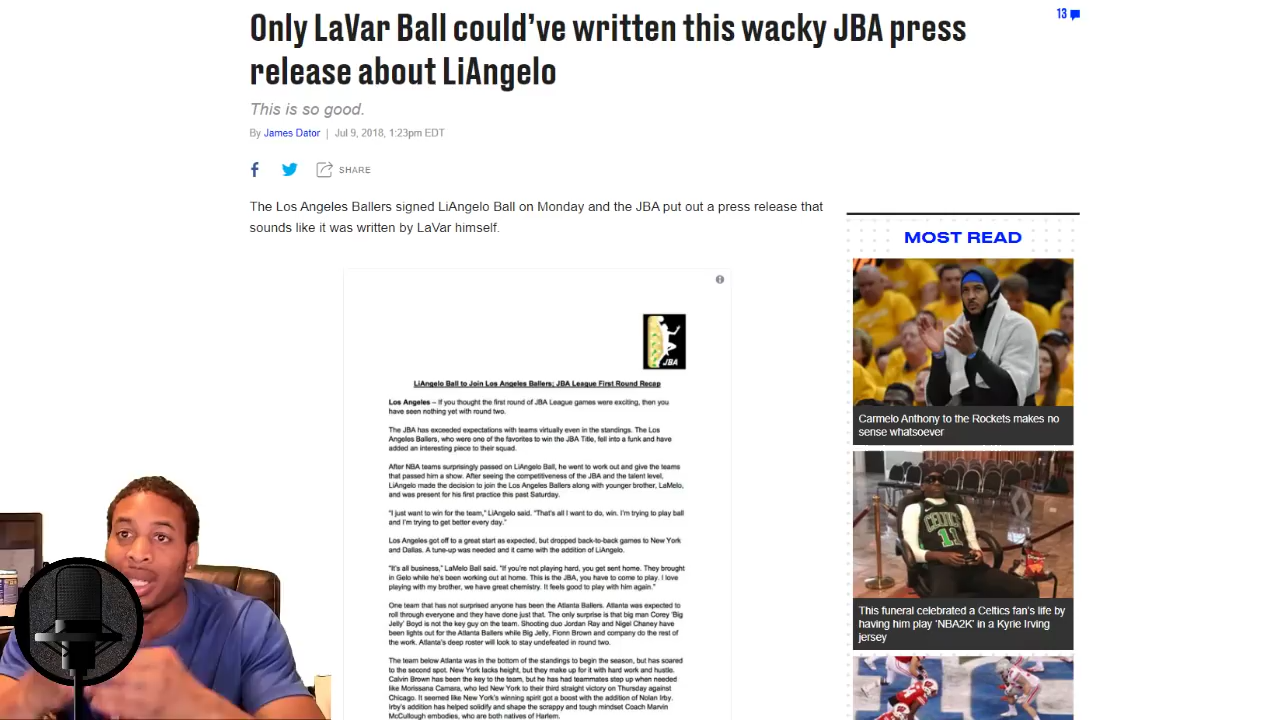 Only LaVar Ball could've written this wacky JBA press
release about LiAngelo
13
This is so good.
By James Dator | Jul 9, 2018, 1:23pm EDT
SHARE
The Los Angeles Ballers signed LiAngelo Ball on Monday and the JBA put out a press release that
sounds like it was written by LaVar himself.
JBA
LiAngelo Ball to Join Los Angeles Ballers; JBA League First Round Recap
Los Angeles – If you thought the first round of JBA League games were exciting, then you
have seen nothing yet with round two.
The JBA has exceeded expectations with teams virtually even in the standings. The Los
Angeles Ballers, who were one of the favorites to win the JBA Title, fell into a funk and have
added an interesting piece to their squad.
After NBA teams surprisingly passed on LiAngelo Ball, he went to work out and give the teams
that passed him a show. After seeing the competitiveness of the JBA and the talent level,
LiAngelo made the decision to join the Los Angeles Ballers along with younger brother, LaMelo,
and was present for his first practice this past Saturday.
"I just want to win for the team," LiAngelo said. "That's all I want to do, win. I'm trying to play ball
and I'm trying to get better every day."
Los Angeles got off to a great start as expected, but dropped back-to-back games to New York
and Dallas. A tune-up was needed and it came with the addition of LiAngelo.
"It's all business," LaMelo Ball said. "If you're not playing hard, you get sent home. They brought
in Gelo while he's been working out at home. This is the JBA, you have to come to play. I love
playing with my brother, we have great chemistry. It feels good to play with him again."
One team that has not surprised anyone has been the Atlanta Ballers. Atlanta was expected to
roll through everyone and they have done just that. The only surprise is that big man Corey 'Big
Jelly' Boyd is not the key guy on the team. Shooting duo Jordan Ray and Nigel Chaney have
been lights out for the Atlanta Ballers while Big Jelly, Fionn Brown and company do the rest of
the work. Atlanta's deep roster will look to stay undefeated in round two.
The team below Atlanta was in the bottom of the standings to begin the season, but has soared
to the second spot. New York lacks height, but they make up for it with hard work and hustle.
Calvin Brown has been the key to the team, but he has had teammates step up when needed
like Morissana Camara, who led New York to their third straight victory on Thursday against
Chicago. It seemed like New York's winning spirit got a boost with the addition of Nolan Irby.
Irby's addition has helped solidify and shape the scrappy and tough mindset Coach Marvin
McCullough embodies, who are both natives of Harlem.
MOST READ
Carmelo Anthony to the Rockets makes no
sense whatsoever
CELTICS
11
This funeral celebrated a Celtics fan's life by
having him play 'NBA2K' in a Kyrie Irving
jersey